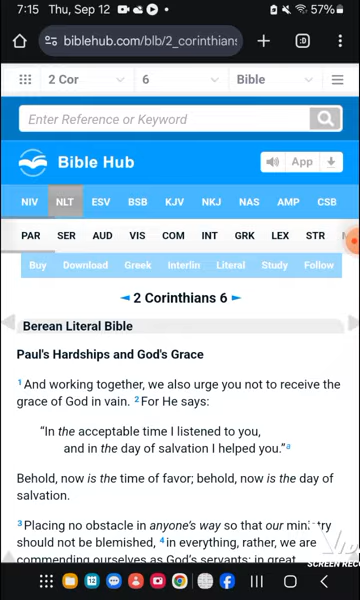 7:15 Thu, Sep 12 57%
biblehub.com/blb/2_corinthians :D
2 Cor 6 Bible
Enter Reference or Keyword
Bible Hub App
NIV NLT ESV BSB KJV NKJ NAS AMP CSB
PAR SER AUD VIS COM INT GRK LEX STR
Buy Download Greek Interlin Literal Study Follow
◄ 2 Corinthians 6 ►
Berean Literal Bible
Paul's Hardships and God's Grace
1 And working together, we also urge you not to receive the
grace of God in vain. 2 For He says:
“In the acceptable time I listened to you,
and in the day of salvation I helped you.” a
Behold, now is the time of favor; behold, now is the day of
salvation.
3 Placing no obstacle in anyone's way so that our ministry
should not be blemished, 4 in everything, rather, we are
commending ourselves as God's servants: in great
SCREEN REC